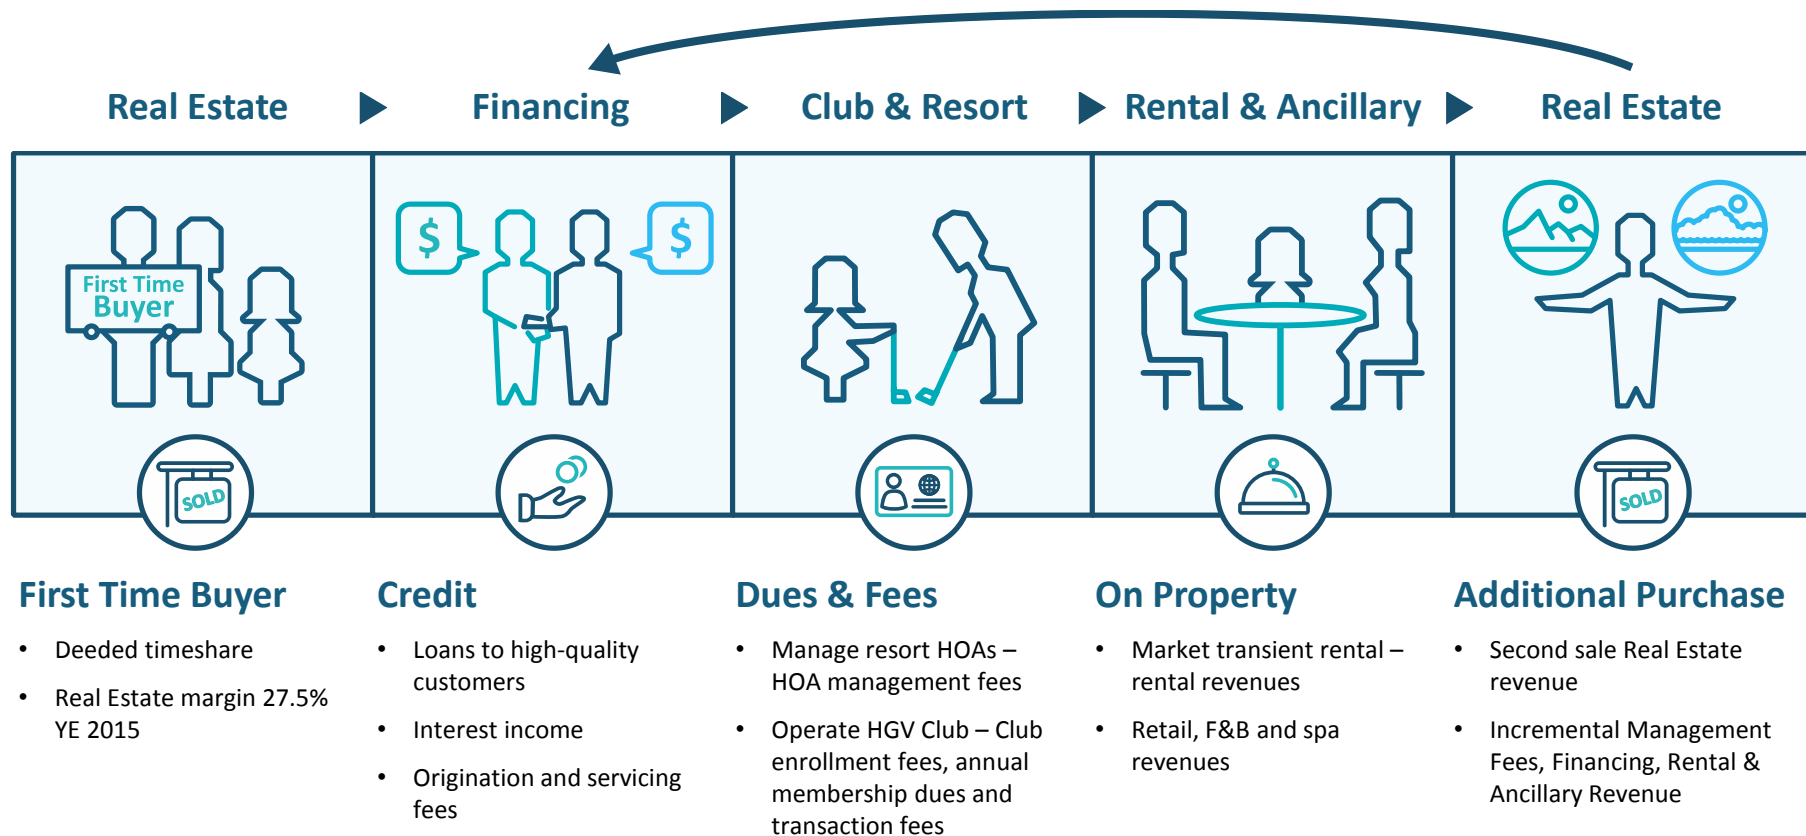 Real Estate
Financing
Club & Resort
Rental & Ancillary
Real Estate
First Time
Buyer
$
$
SOLD
SOLD
First Time Buyer
• Deeded timeshare
• Real Estate margin 27.5%
YE 2015
Credit
• Loans to high-quality
customers
• Interest income
• Origination and servicing
fees
Dues & Fees
• Manage resort HOAs –
HOA management fees
• Operate HGV Club – Club
enrollment fees, annual
membership dues and
transaction fees
On Property
• Market transient rental –
rental revenues
• Retail, F&B and spa
revenues
Additional Purchase
• Second sale Real Estate
revenue
• Incremental Management
Fees, Financing, Rental &
Ancillary Revenue